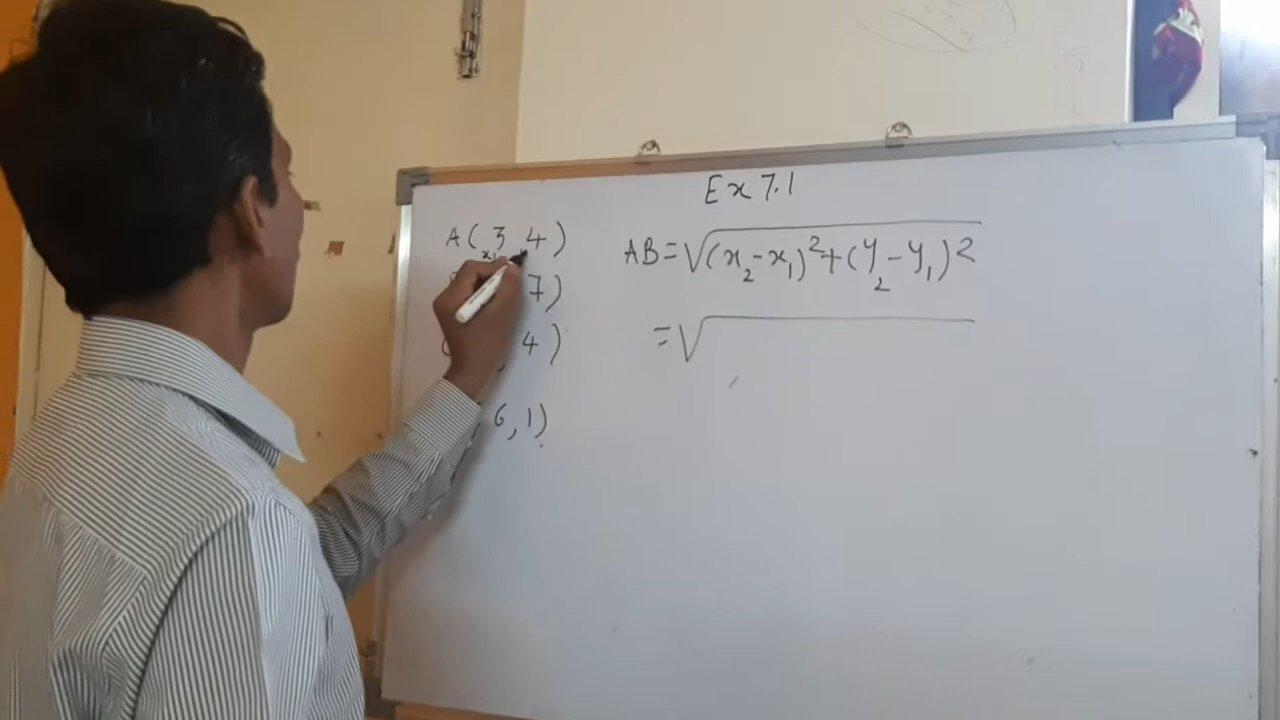 Ex 7.1
A( 3 4 )
x₁
7)
, 4 )
6, 1)
AB=√(x₂-x₁)²+(y₂-y₁)²
=√